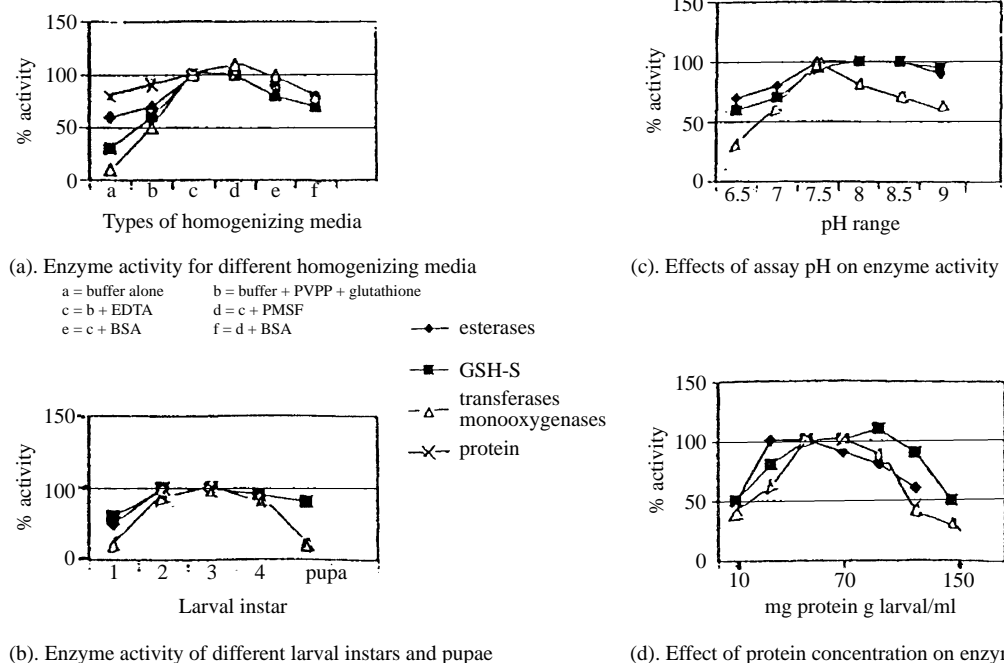 150
100
50
0
% activity
a b c d e f
Types of homogenizing media
(a). Enzyme activity for different homogenizing media
a = buffer alone b = buffer + PVPP + glutathione
c = b + EDTA d = c + PMSF
e = c + BSA f = d + BSA
150
100
50
0
% activity
6.5 7 7.5 8 8.5 9
pH range
(c). Effects of assay pH on enzyme activity
esterases
GSH-S
transferases
monooxygenases
protein
150
100
0
% activity
1 2 3 4 pupa
Larval instar
(b). Enzyme activity of different larval instars and pupae
150
100
50
0
% activity
10 70 150
mg protein g larval/ml
(d). Effect of protein concentration on enzyn